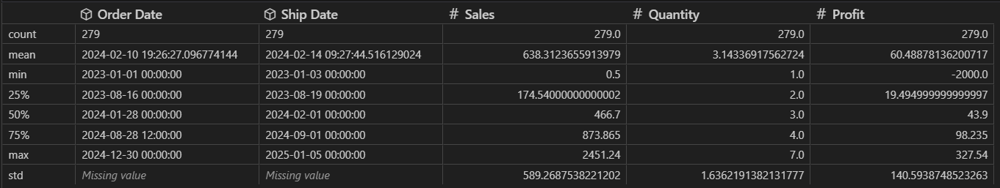 Order Date Ship Date # Sales # Quantity # Profit
count 279 279 279.0 279.0 279.0
mean 2024-02-10 19:26:27.096774144 2024-02-14 09:27:44.516129024 638.3123655913979 3.14336917562724 60.48878136200717
min 2023-01-01 00:00:00 2023-01-03 00:00:00 0.5 1.0 -2000.0
25% 2023-08-16 00:00:00 2023-08-19 00:00:00 174.54000000000002 2.0 19.494999999999997
50% 2024-01-28 00:00:00 2024-02-01 00:00:00 466.7 3.0 43.9
75% 2024-08-28 12:00:00 2024-09-01 00:00:00 873.865 4.0 98.235
max 2024-12-30 00:00:00 2025-01-05 00:00:00 2451.24 7.0 327.54
std Missing value Missing value 589.2687538221202 1.6362191382131777 140.5938748523263